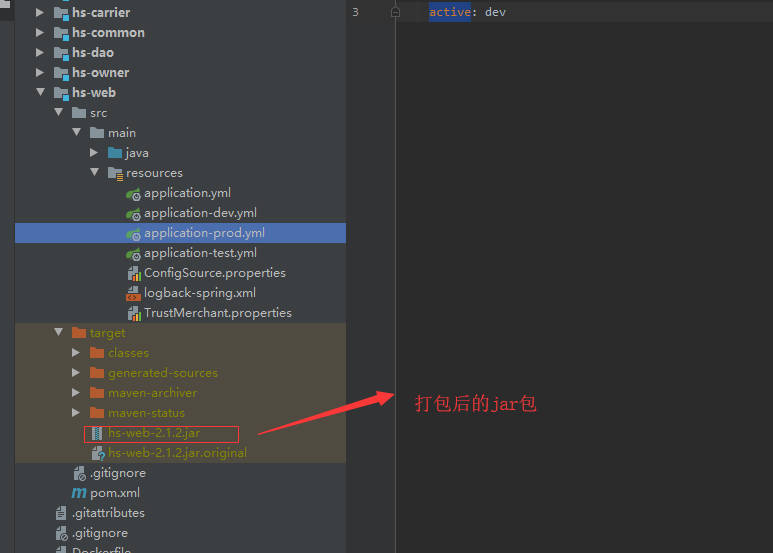 hs-carrier
hs-common
hs-dao
hs-owner
hs-web
src
main
java
resources
application.yml
application-dev.yml
application-prod.yml
application-test.yml
ConfigSource.properties
logback-spring.xml
TrustMerchant.properties
target
classes
generated-sources
maven-archiver
maven-status
hs-web-2.1.2.jar
hs-web-2.1.2.jar.original
.gitignore
pom.xml
.gitattributes
.gitignore
Dockerfile
3 active: dev
打包后的jar包